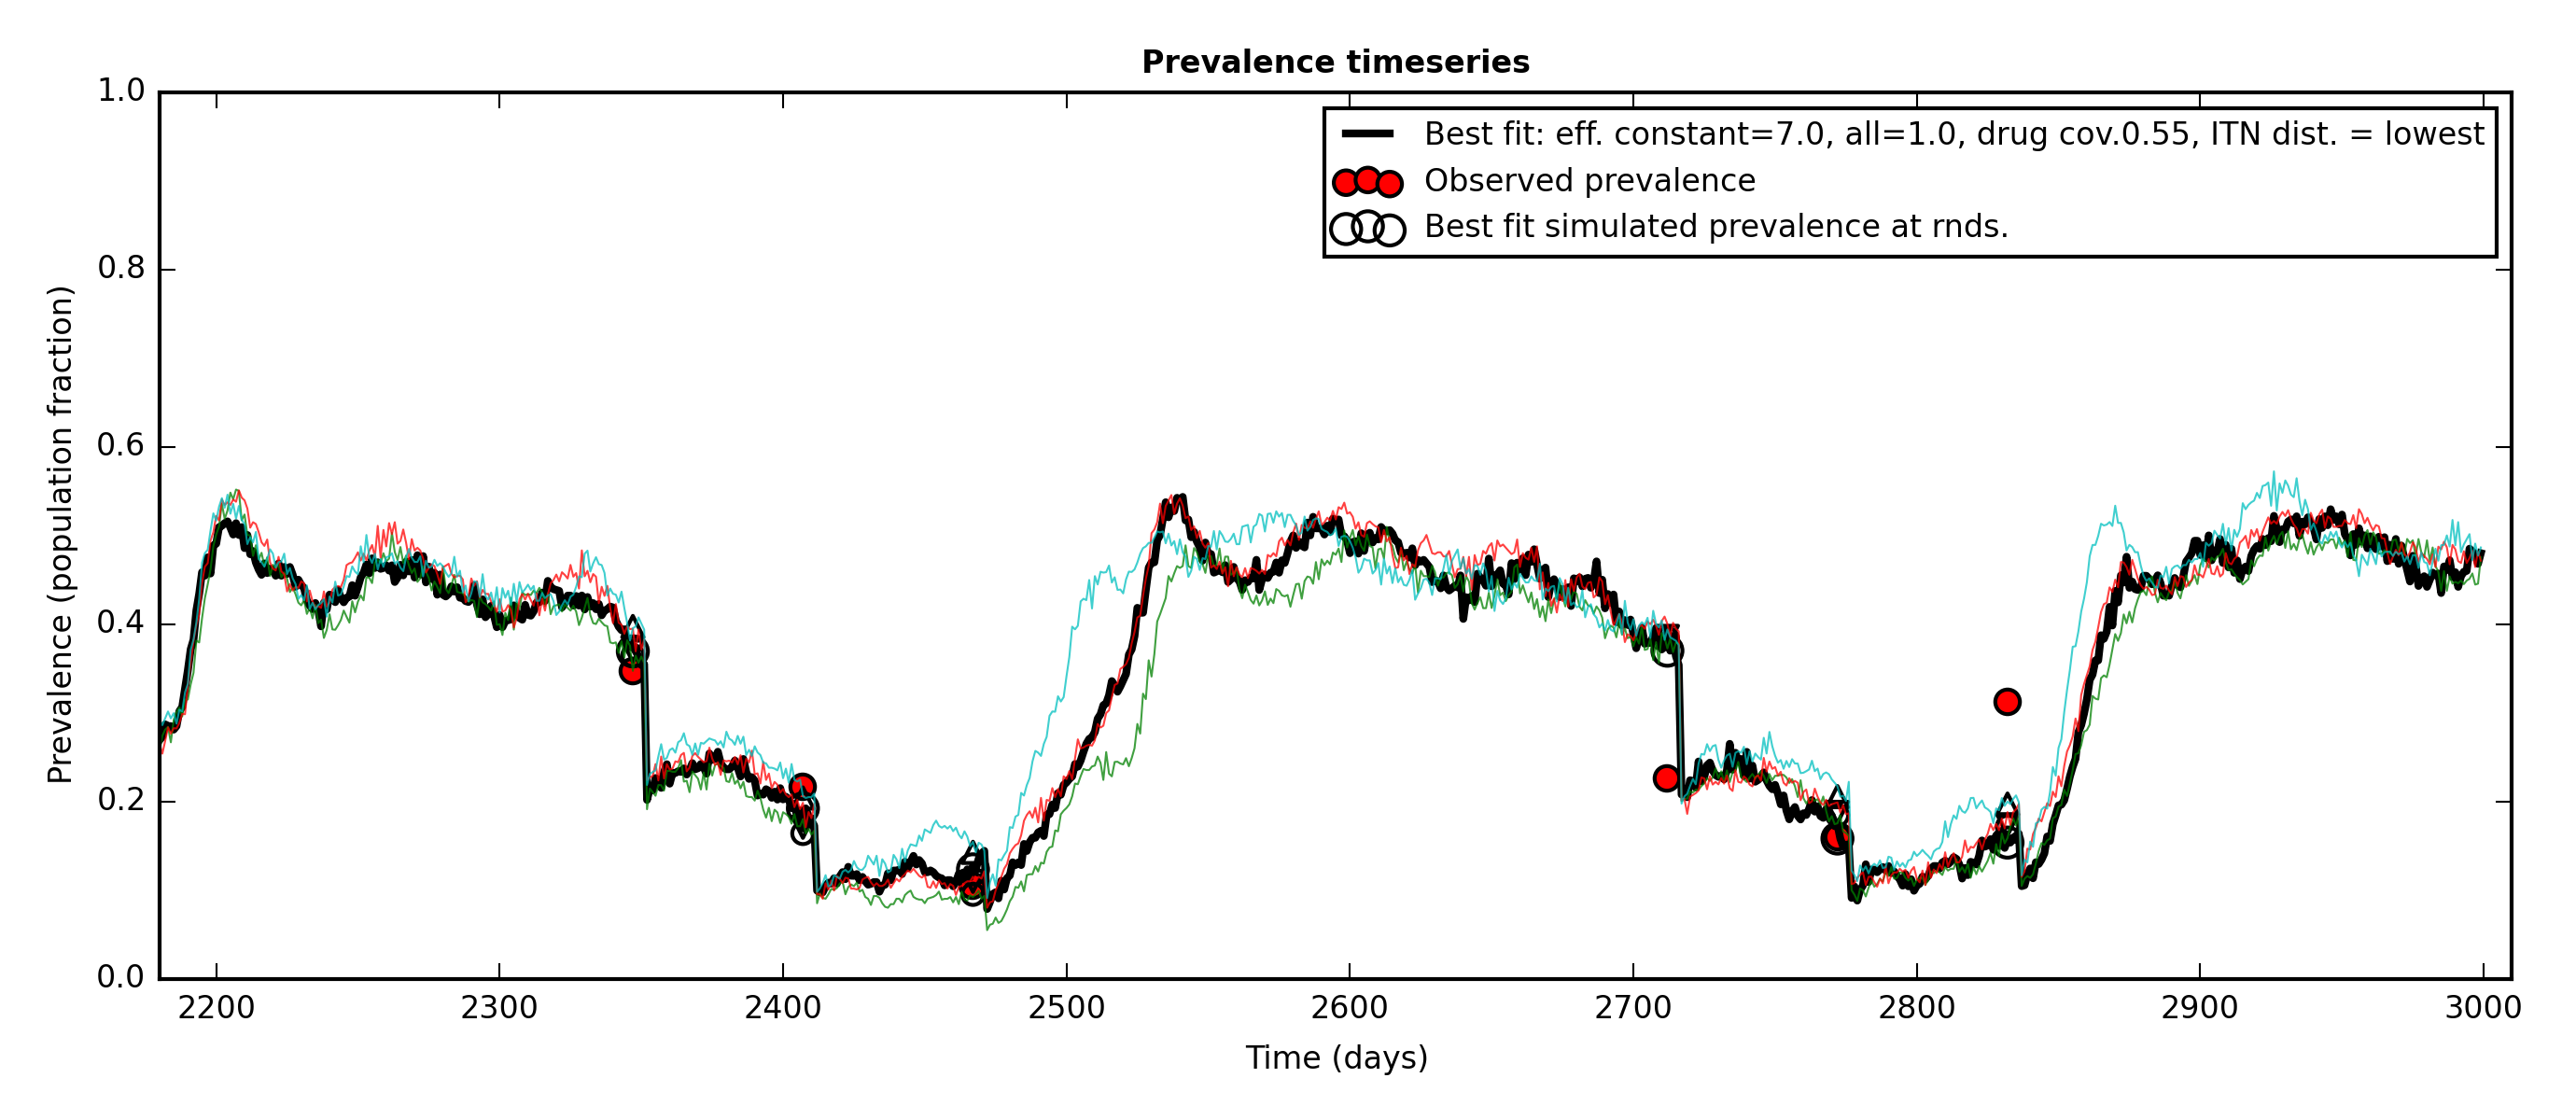 Prevalence timeseries
Best fit: eff. constant=7.0, all=1.0, drug cov.0.55, ITN dist. = lowest
Observed prevalence
Best fit simulated prevalence at rnds.
Prevalence (population fraction)
1.0
0.8
0.6
0.4
0.2
0.0
2200 2300 2400 2500 2600 2700 2800 2900 3000
Time (days)